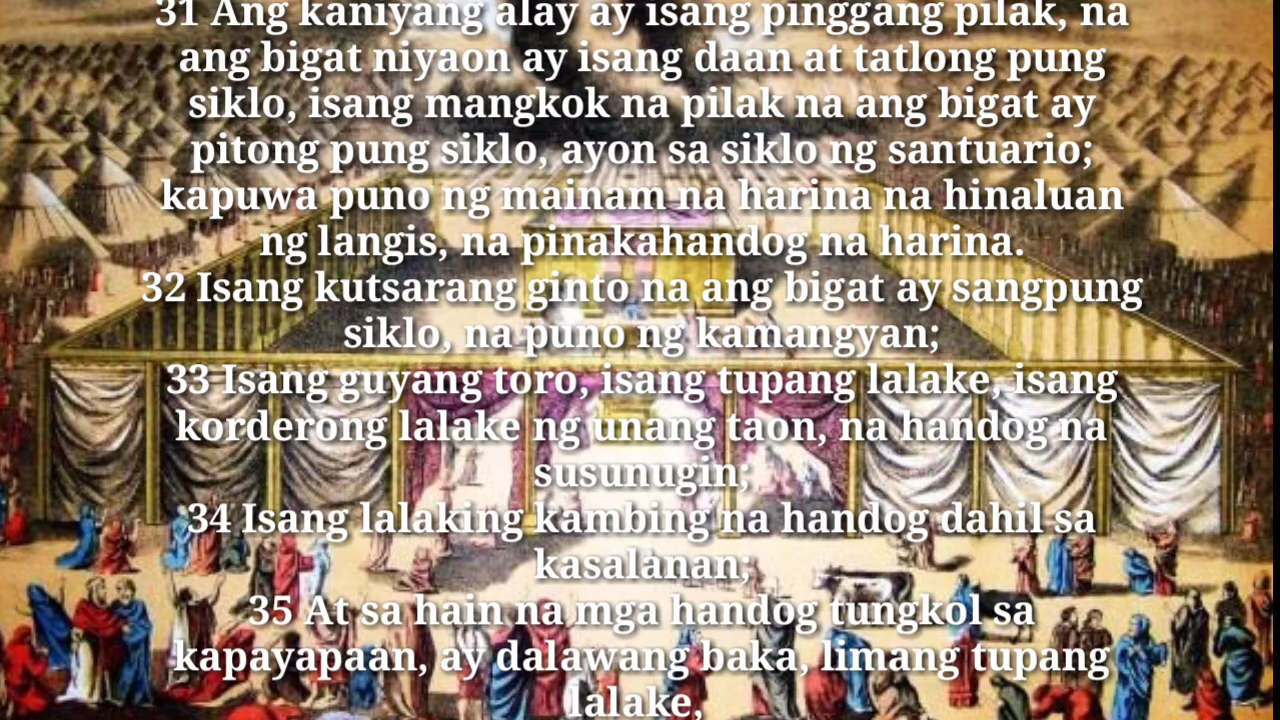 31 Ang kaniyang alay ay isang pinggang pilak, na
ang bigat niyaon ay isang daan at tatlong pung
siklo, isang mangkok na pilak na ang bigat ay
pitong pung siklo, ayon sa siklo ng santuario;
kapuwa puno ng mainam na harina na hinaluan
ng langis, na pinakahandog na harina.
32 Isang kutsarang ginto na ang bigat ay sangpung
siklo, na puno ng kamangyan;
33 Isang guyang toro, isang tupang lalake, isang
korderong lalake ng unang taon, na handog na
susunugin;
34 Isang lalaking kambing na handog dahil sa
kasalanan;
35 At sa hain na mga handog tungkol sa
kapayapaan, ay dalawang baka, limang tupang
lalake,